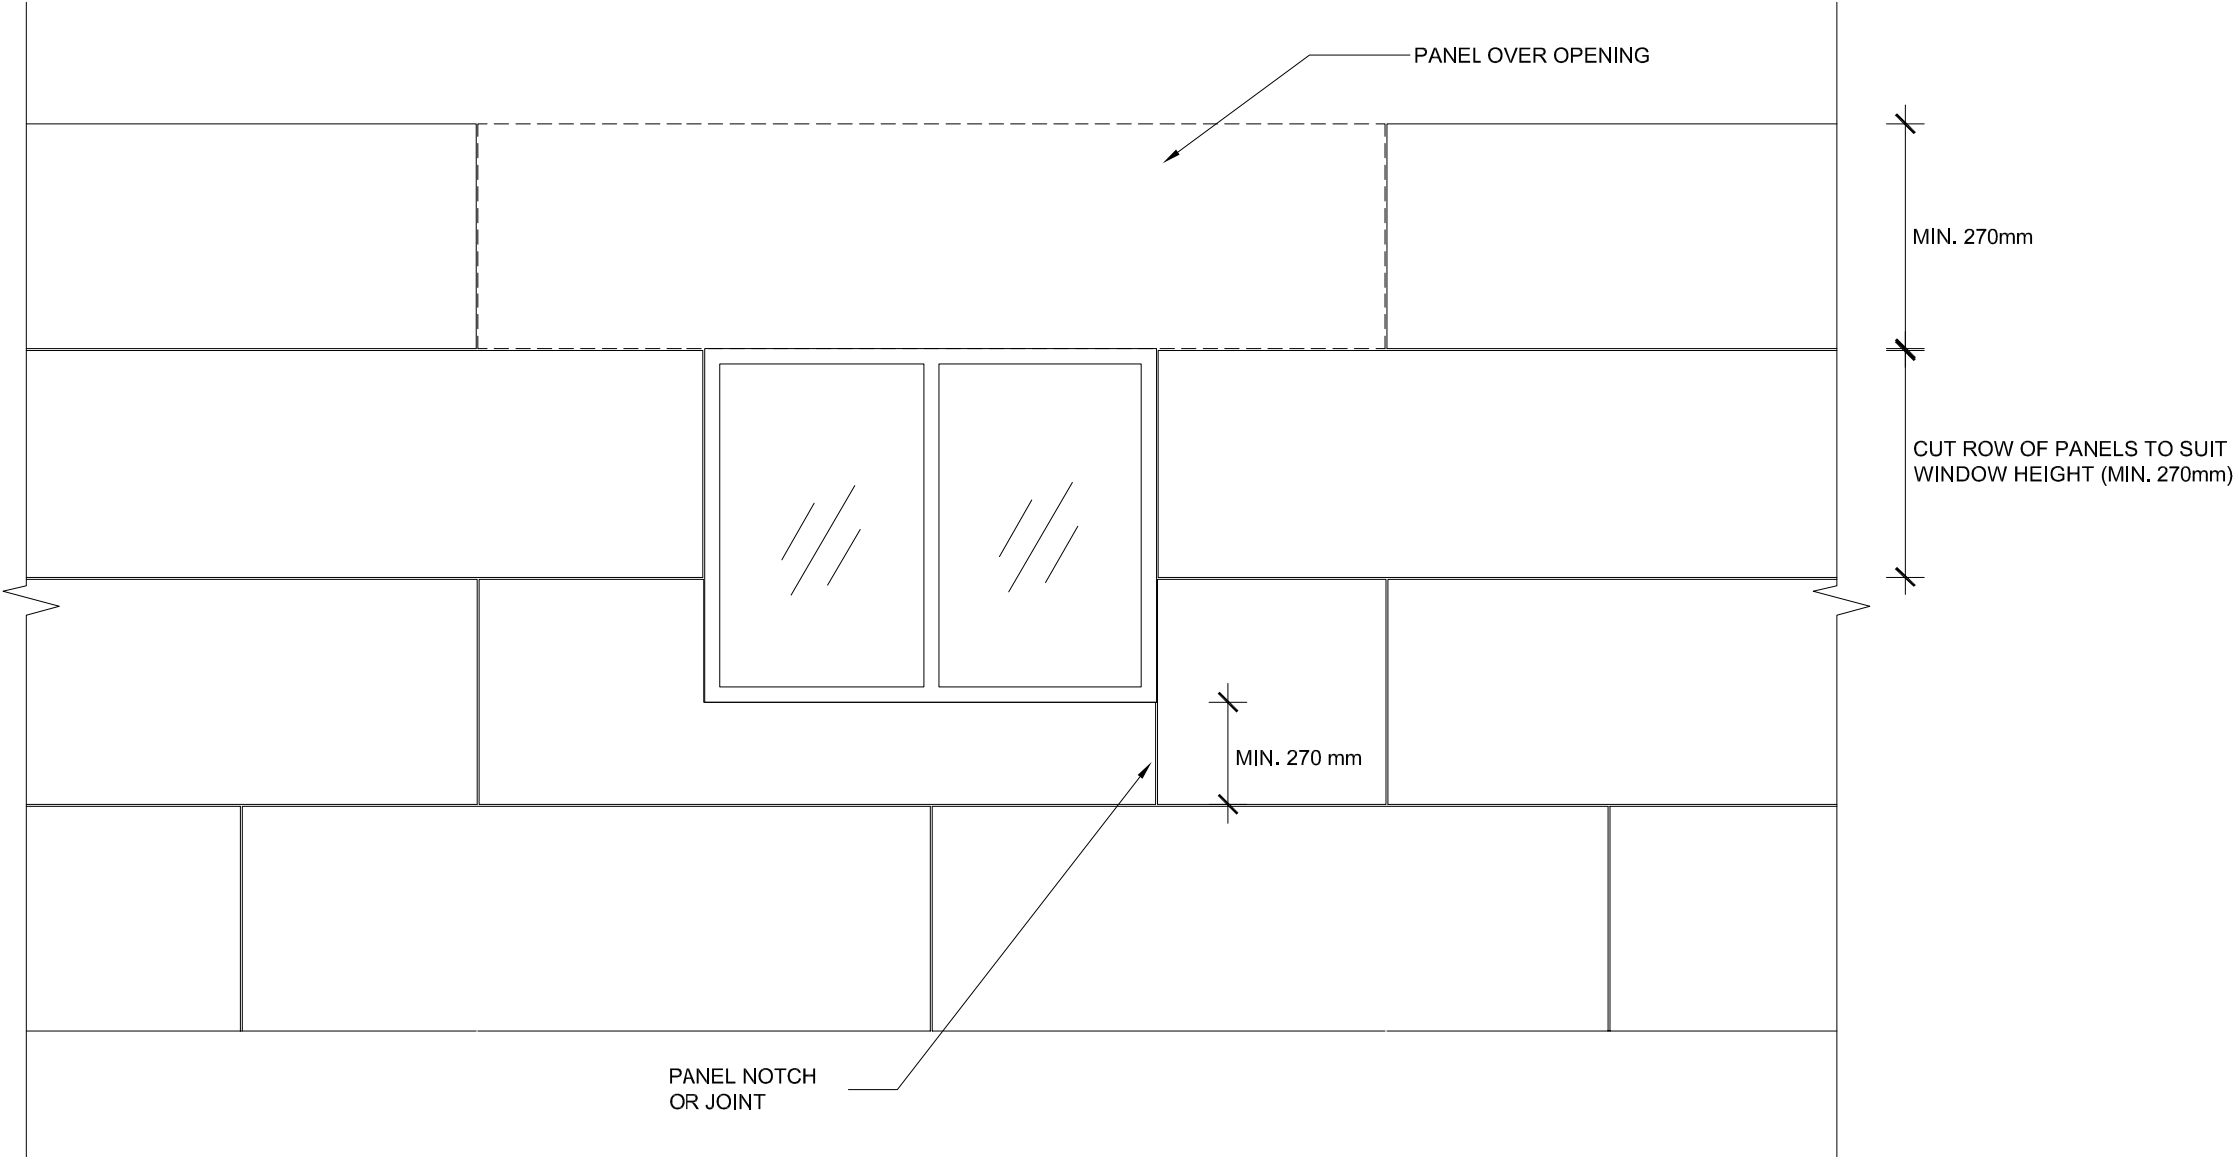 PANEL OVER OPENING
MIN. 270mm
CUT ROW OF PANELS TO SUIT
WINDOW HEIGHT (MIN. 270mm)
MIN. 270 mm
PANEL NOTCH
OR JOINT